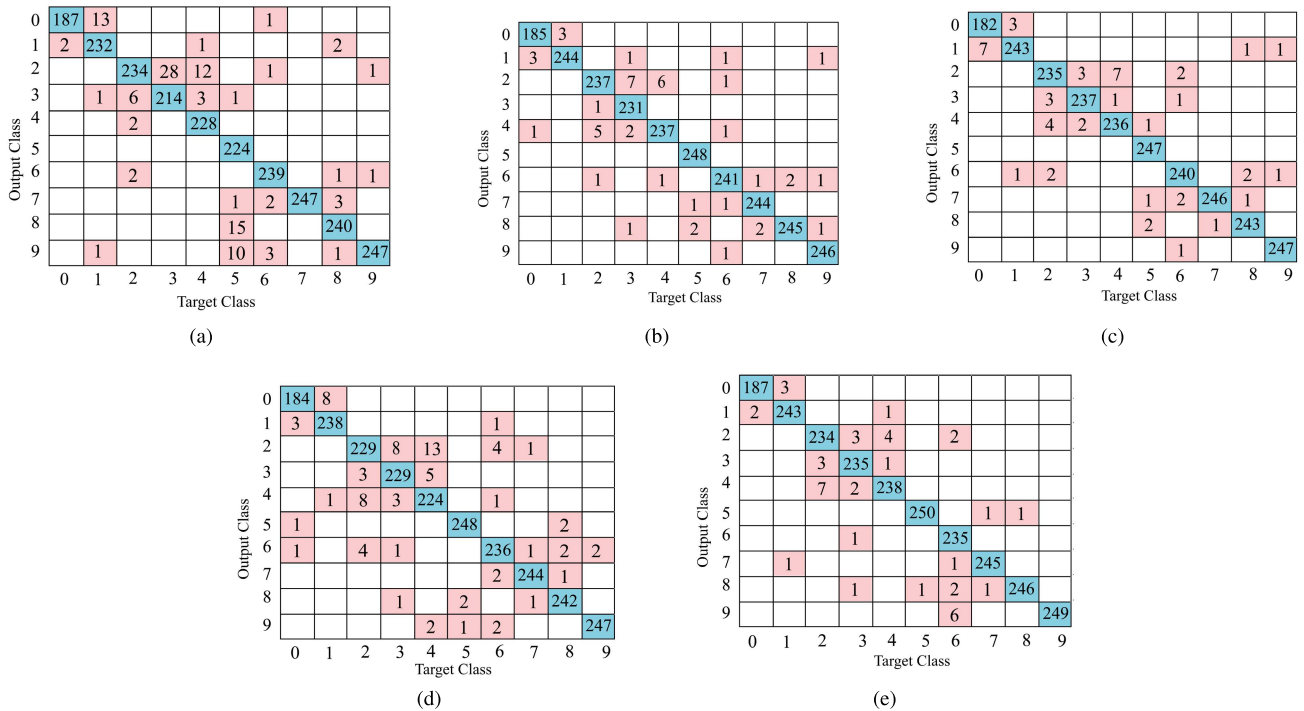 0 187 13 1
1 2 232 1 2
2 234 28 12 1 1
3 1 6 214 3 1
4 2 228
5 224
6 2 239 1 1
7 1 2 247 3
8 15 240
9 1 10 3 1 247
0 1 2 3 4 5 6 7 8 9
Output Class
Target Class
(a)
0 185 3
1 3 244 1 1 1
2 237 7 6 1
3 1 231
4 1 5 2 237 1
5 248
6 1 1 241 1 2 1
7 1 1 244
8 1 2 2 245 1
9 1 246
0 1 2 3 4 5 6 7 8 9
Output Class
Target Class
(b)
0 182 3
1 7 243 1 1
2 235 3 7 2
3 3 237 1 1
4 4 2 236 1
5 247
6 1 2 240 2 1
7 1 2 246 1
8 2 1 243
9 1 247
0 1 2 3 4 5 6 7 8 9
Output Class
Target Class
(c)
0 184 8
1 3 238 1
2 229 8 13 4 1
3 3 229 5
4 1 8 3 224 1
5 1 248 2
6 1 4 1 236 1 2 2
7 2 244 1
8 1 2 1 242
9 2 1 2 247
0 1 2 3 4 5 6 7 8 9
Output Class
Target Class
(d)
0 187 3
1 2 243 1
2 234 3 4 2
3 3 235 1
4 7 2 238
5 250 1 1
6 1 235
7 1 1 245
8 1 1 2 1 246
9 6 249
0 1 2 3 4 5 6 7 8 9
Output Class
Target Class
(e)